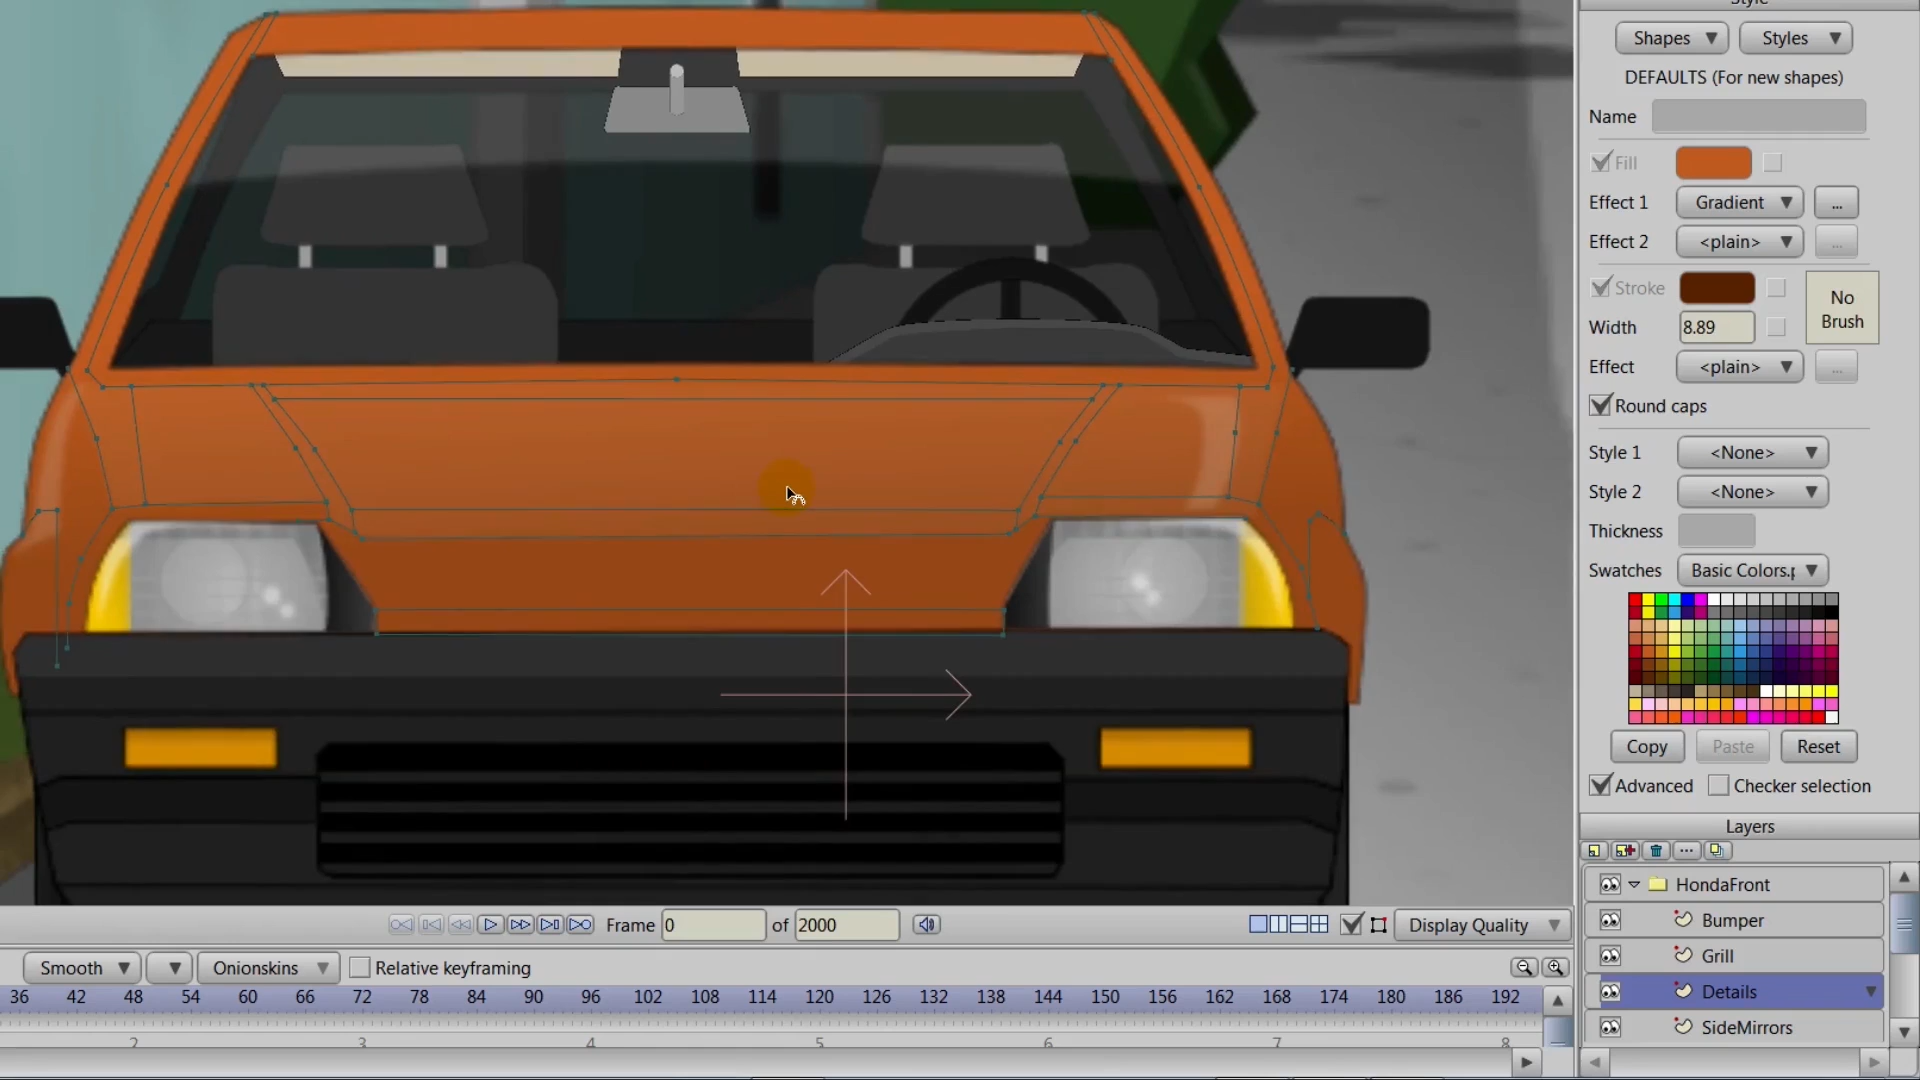 Style
Shapes Styles
DEFAULTS (For new shapes)
Name
Fill
Effect 1 Gradient ...
Effect 2 <plain> ...
Stroke
No Brush
Width 8.89
Effect <plain> ...
Round caps
Style 1 <None>
Style 2 <None>
Thickness
Swatches Basic Colors.p
Copy Paste Reset
Advanced Checker selection
Layers
HondaFront
Bumper
Grill
Details
SideMirrors
Frame 0 of 2000 Display Quality
Smooth Onionskins Relative keyframing
36 42 48 54 60 66 72 78 84 90 96 102 108 114 120 126 132 138 144 150 156 162 168 174 180 186 192
2 3 4 5 6 7 8